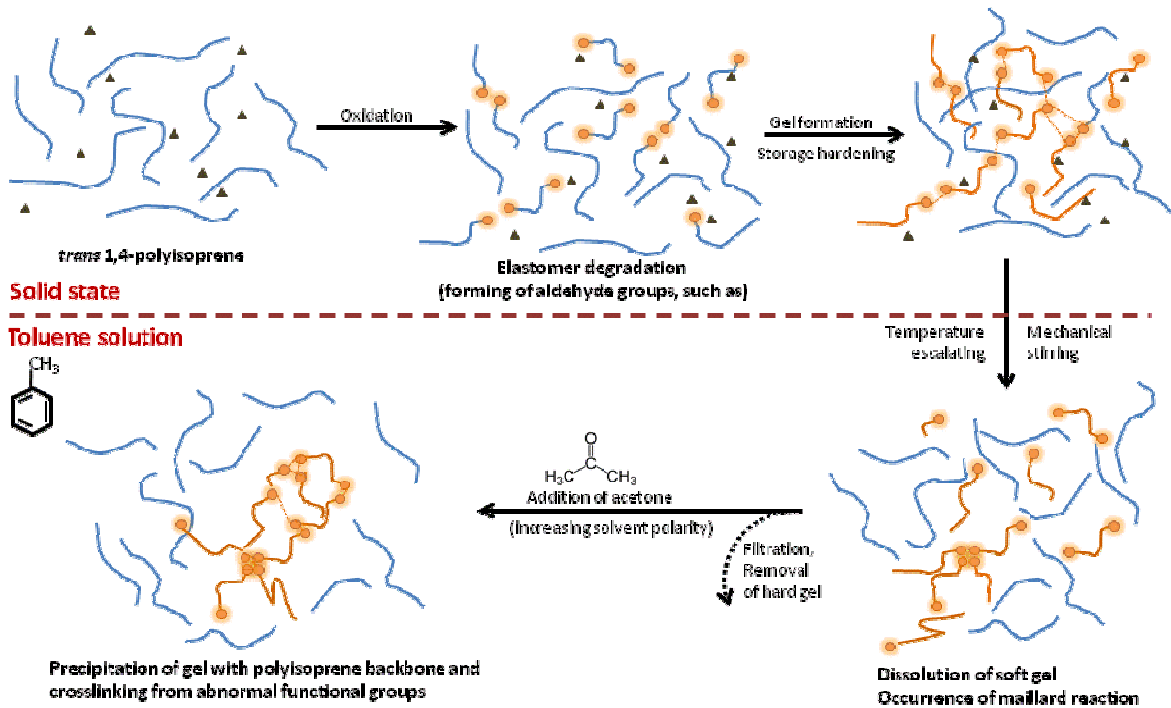 Oxidation
Gel formation
Storage hardening
trans 1,4-polyisoprene
Elastomer degradation
(forming of aldehyde groups, such as)
Solid state
Toluene solution
Temperature
escalating
Mechanical
stirring
CH3
O
C
H3C
CH3
Addition of acetone
(Increasing solvent polarity)
Filtration,
Removal
of hard gel
Precipitation of gel with polyisoprene backbone and
crosslinking from abnormal functional groups
Dissolution of soft gel
Occurrence of maillard reaction